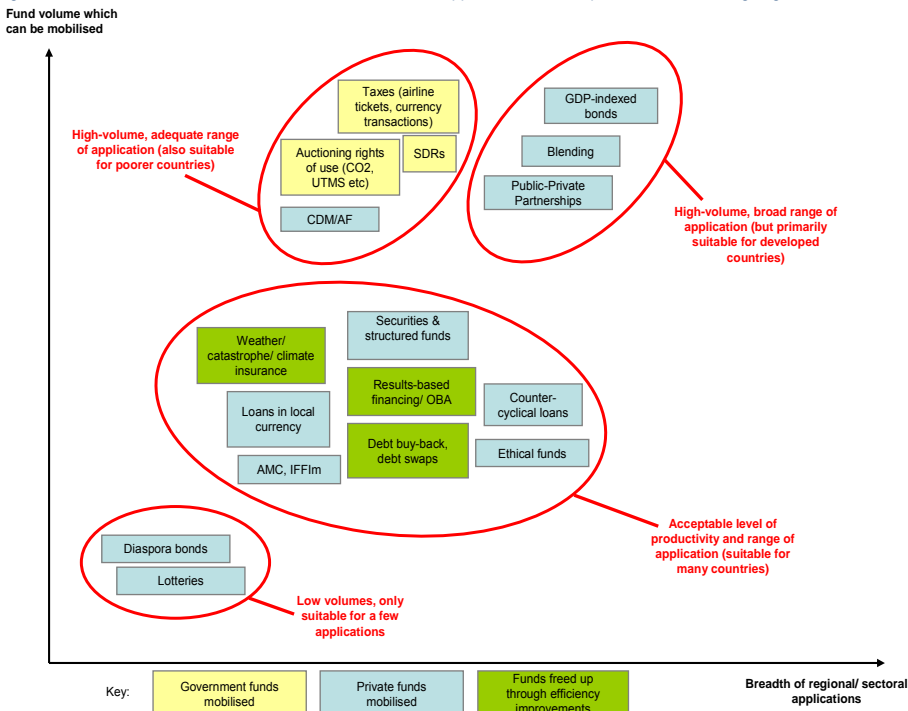 Fund volume which
can be mobilised
Taxes (airline
tickets, currency
transactions)
GDP-indexed
bonds
High-volume, adequate range
of application (also suitable
for poorer countries)
Auctioning rights
of use (CO2,
UTMS etc)
SDRs
Blending
Public-Private
Partnerships
CDM/AF
High-volume, broad range of
application (but primarily
suitable for developed
countries)
Securities &
structured funds
Weather/
catastrophe/ climate
insurance
Results-based
financing/ OBA
Counter-
cyclical loans
Loans in local
currency
Debt buy-back,
debt swaps
Ethical funds
AMC, IFFIm
Acceptable level of
productivity and range of
application (suitable for
many countries)
Diaspora bonds
Lotteries
Low volumes, only
suitable for a few
applications
Key:
Government funds
mobilised
Private funds
mobilised
Funds freed up
through efficiency
improvements
Breadth of regional/ sectoral
applications